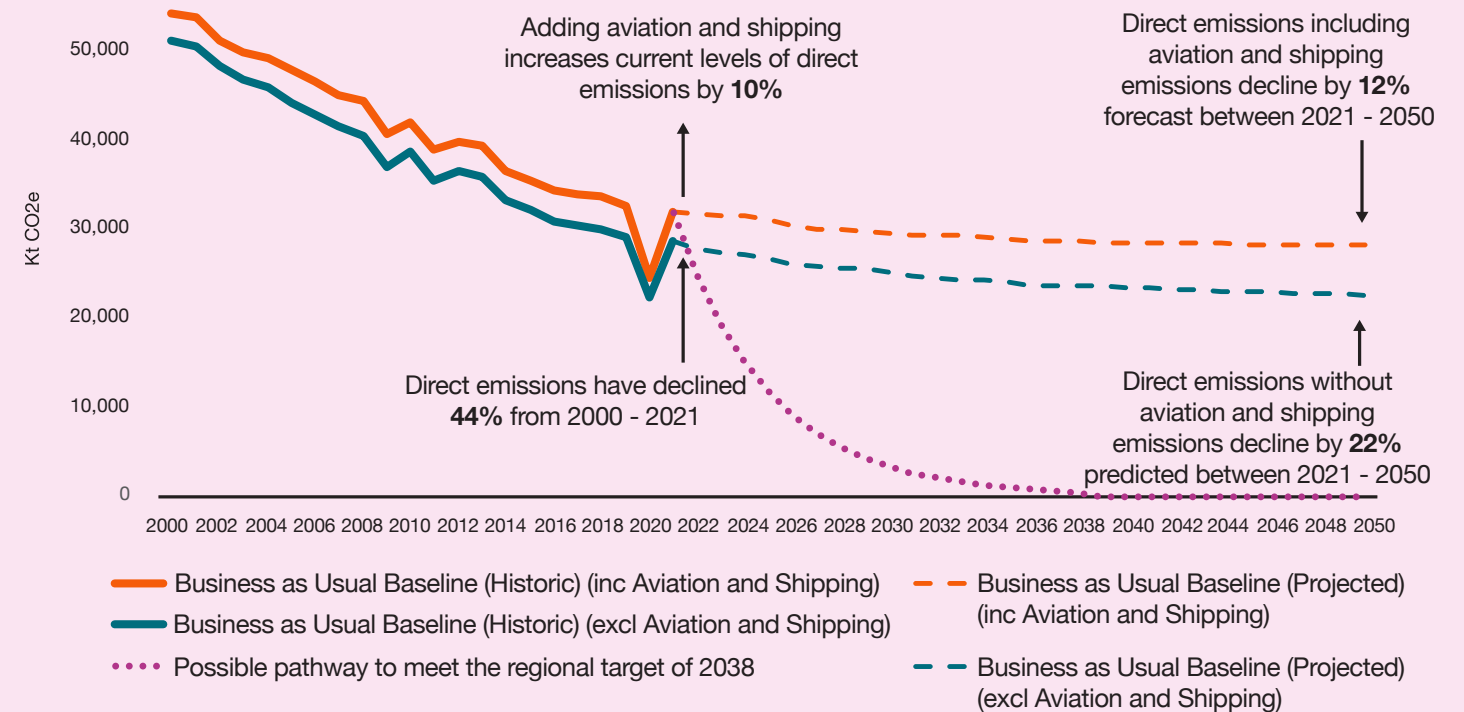 Adding aviation and shipping
increases current levels of direct
emissions by 10%
Direct emissions including
aviation and shipping
emissions decline by 12%
forecast between 2021 - 2050
Kt CO2e
50,000
40,000
30,000
20,000
10,000
0
Direct emissions have declined
44% from 2000 - 2021
Direct emissions without
aviation and shipping
emissions decline by 22%
predicted between 2021 - 2050
2000 2002 2004 2006 2008 2010 2012 2014 2016 2018 2020 2022 2024 2026 2028 2030 2032 2034 2036 2038 2040 2042 2044 2046 2048 2050
Business as Usual Baseline (Historic) (inc Aviation and Shipping)
Business as Usual Baseline (Historic) (excl Aviation and Shipping)
Possible pathway to meet the regional target of 2038
Business as Usual Baseline (Projected)
(inc Aviation and Shipping)
Business as Usual Baseline (Projected)
(excl Aviation and Shipping)